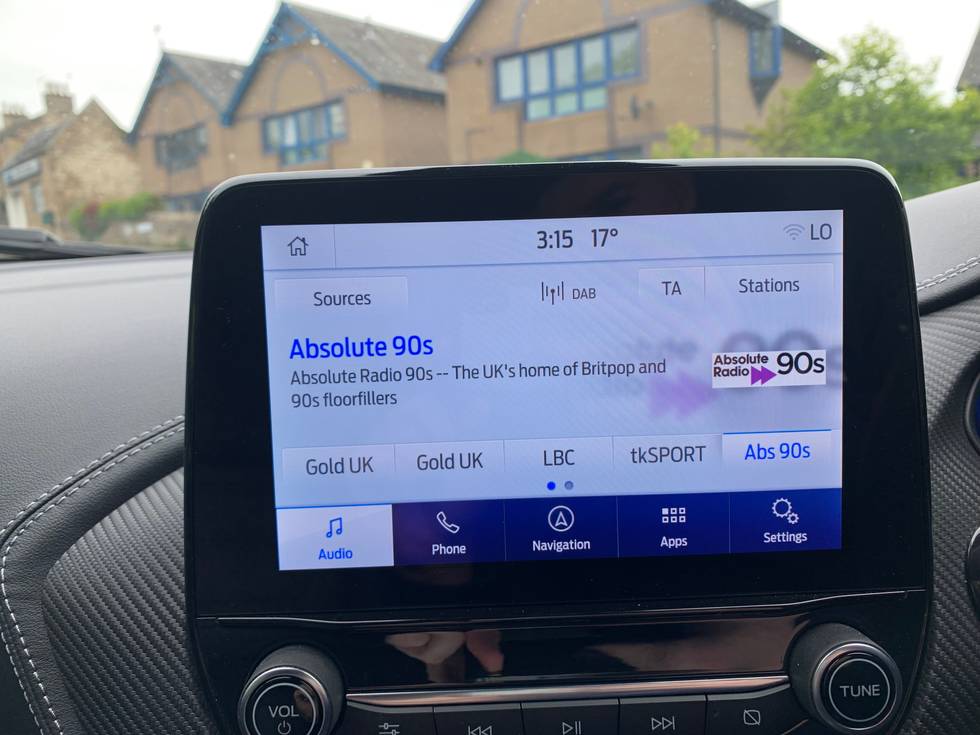 3:15 17° LO
Sources DAB TA Stations
Absolute 90s
Absolute Radio 90s -- The UK's home of Britpop and
90s floorfillers
Absolute
Radio 90s
Gold UK Gold UK LBC tkSPORT Abs 90s
Audio Phone Navigation Apps Settings
VOL TUNE